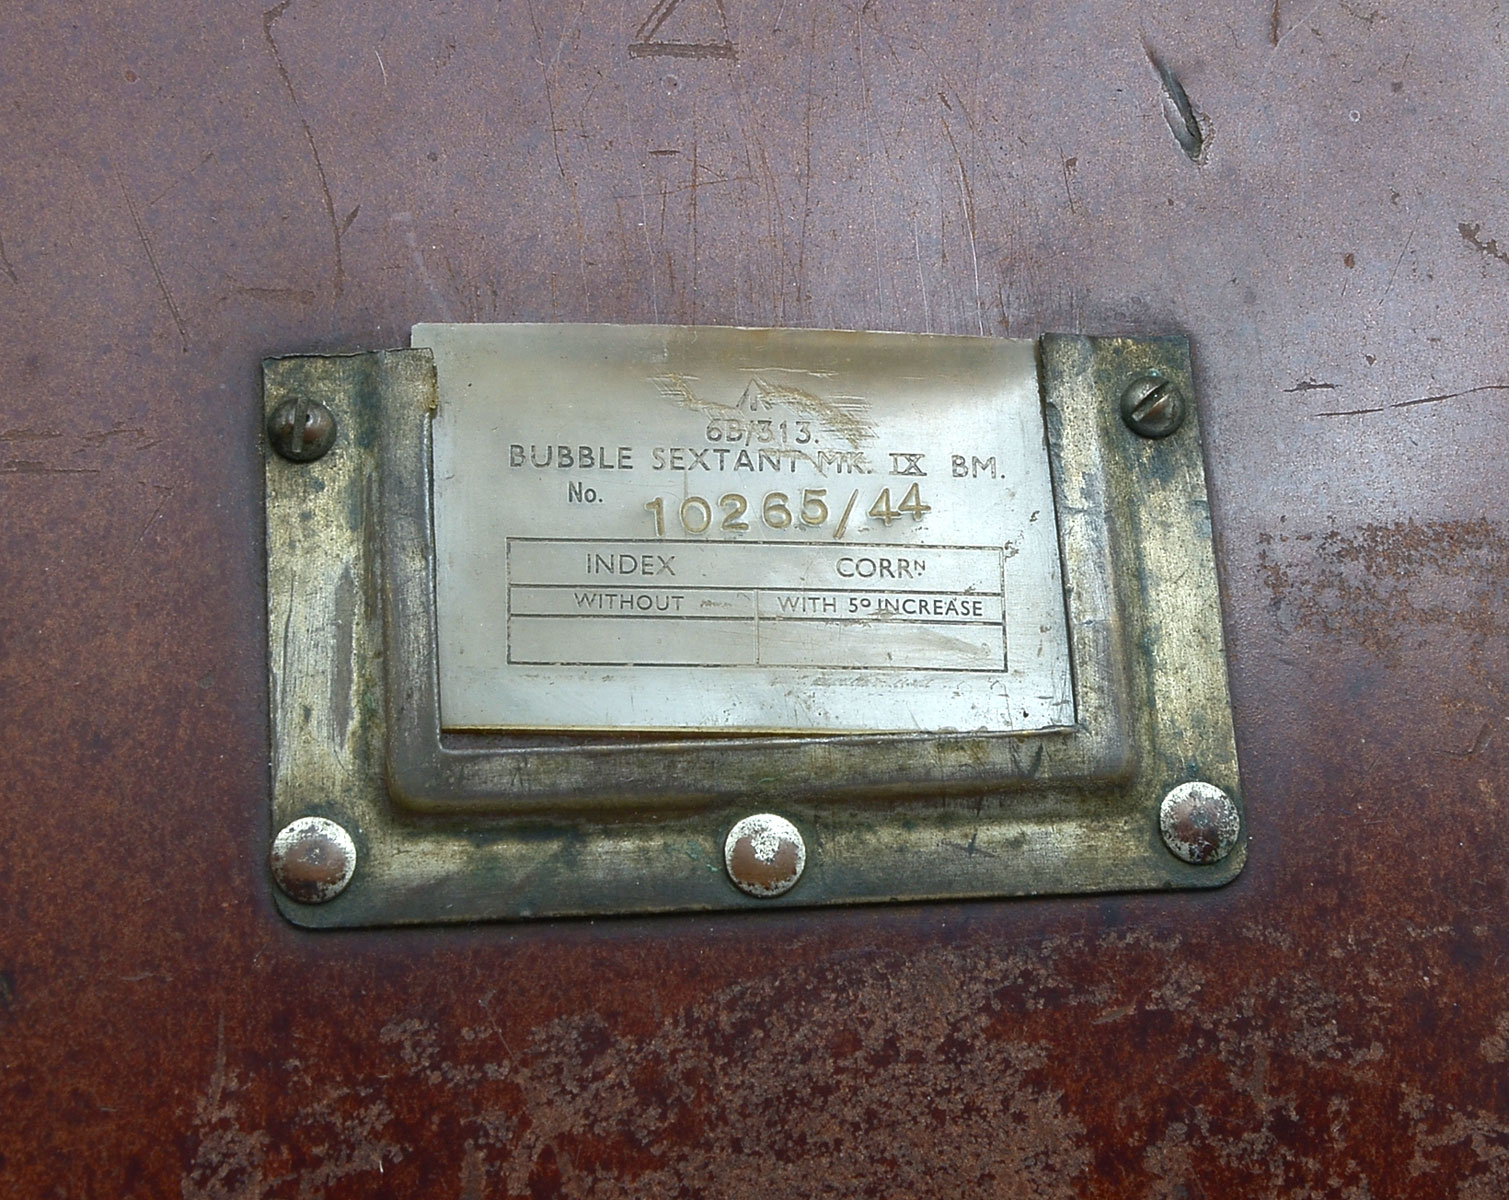 6B/313.
BUBBLE SEXTANT MK. IX BM.
No. 10265/44
INDEX CORRN
WITHOUT WITH 5° INCREASE